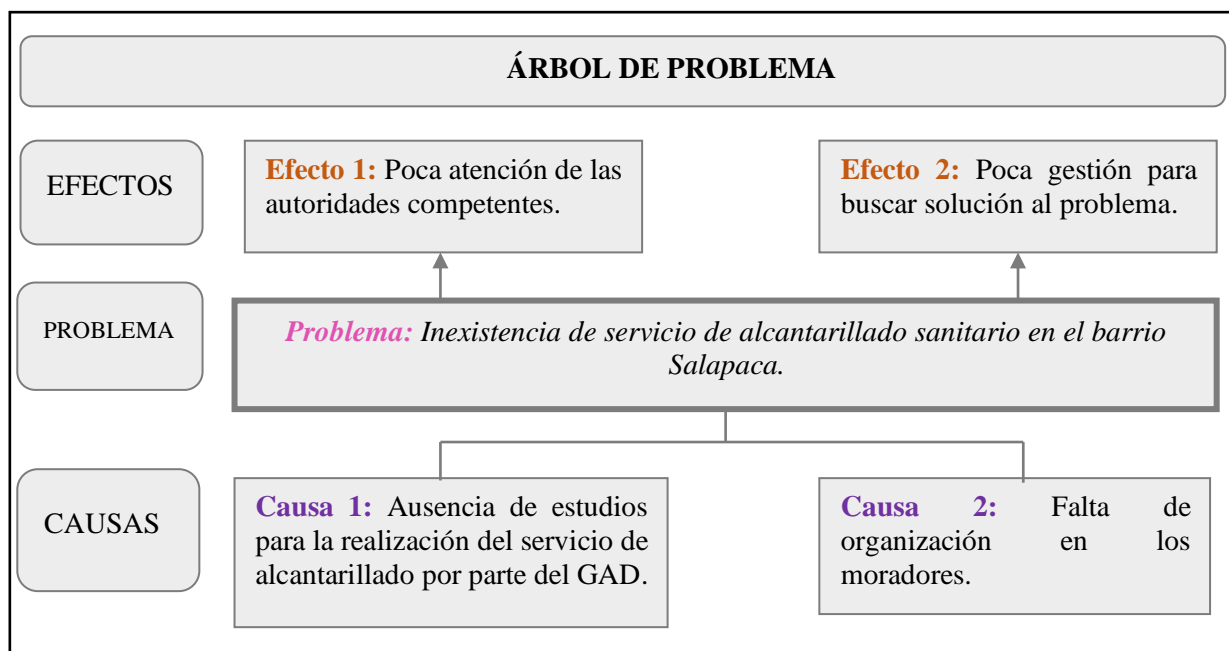 ÁRBOL DE PROBLEMA
EFECTOS
Efecto 1: Poca atención de las
autoridades competentes.
Efecto 2: Poca gestión para
buscar solución al problema.
PROBLEMA
Problema: Inexistencia de servicio de alcantarillado sanitario en el barrio
Salapaca.
CAUSAS
Causa 1: Ausencia de estudios
para la realización del servicio de
alcantarillado por parte del GAD.
Causa 2: Falta de
organización en los
moradores.